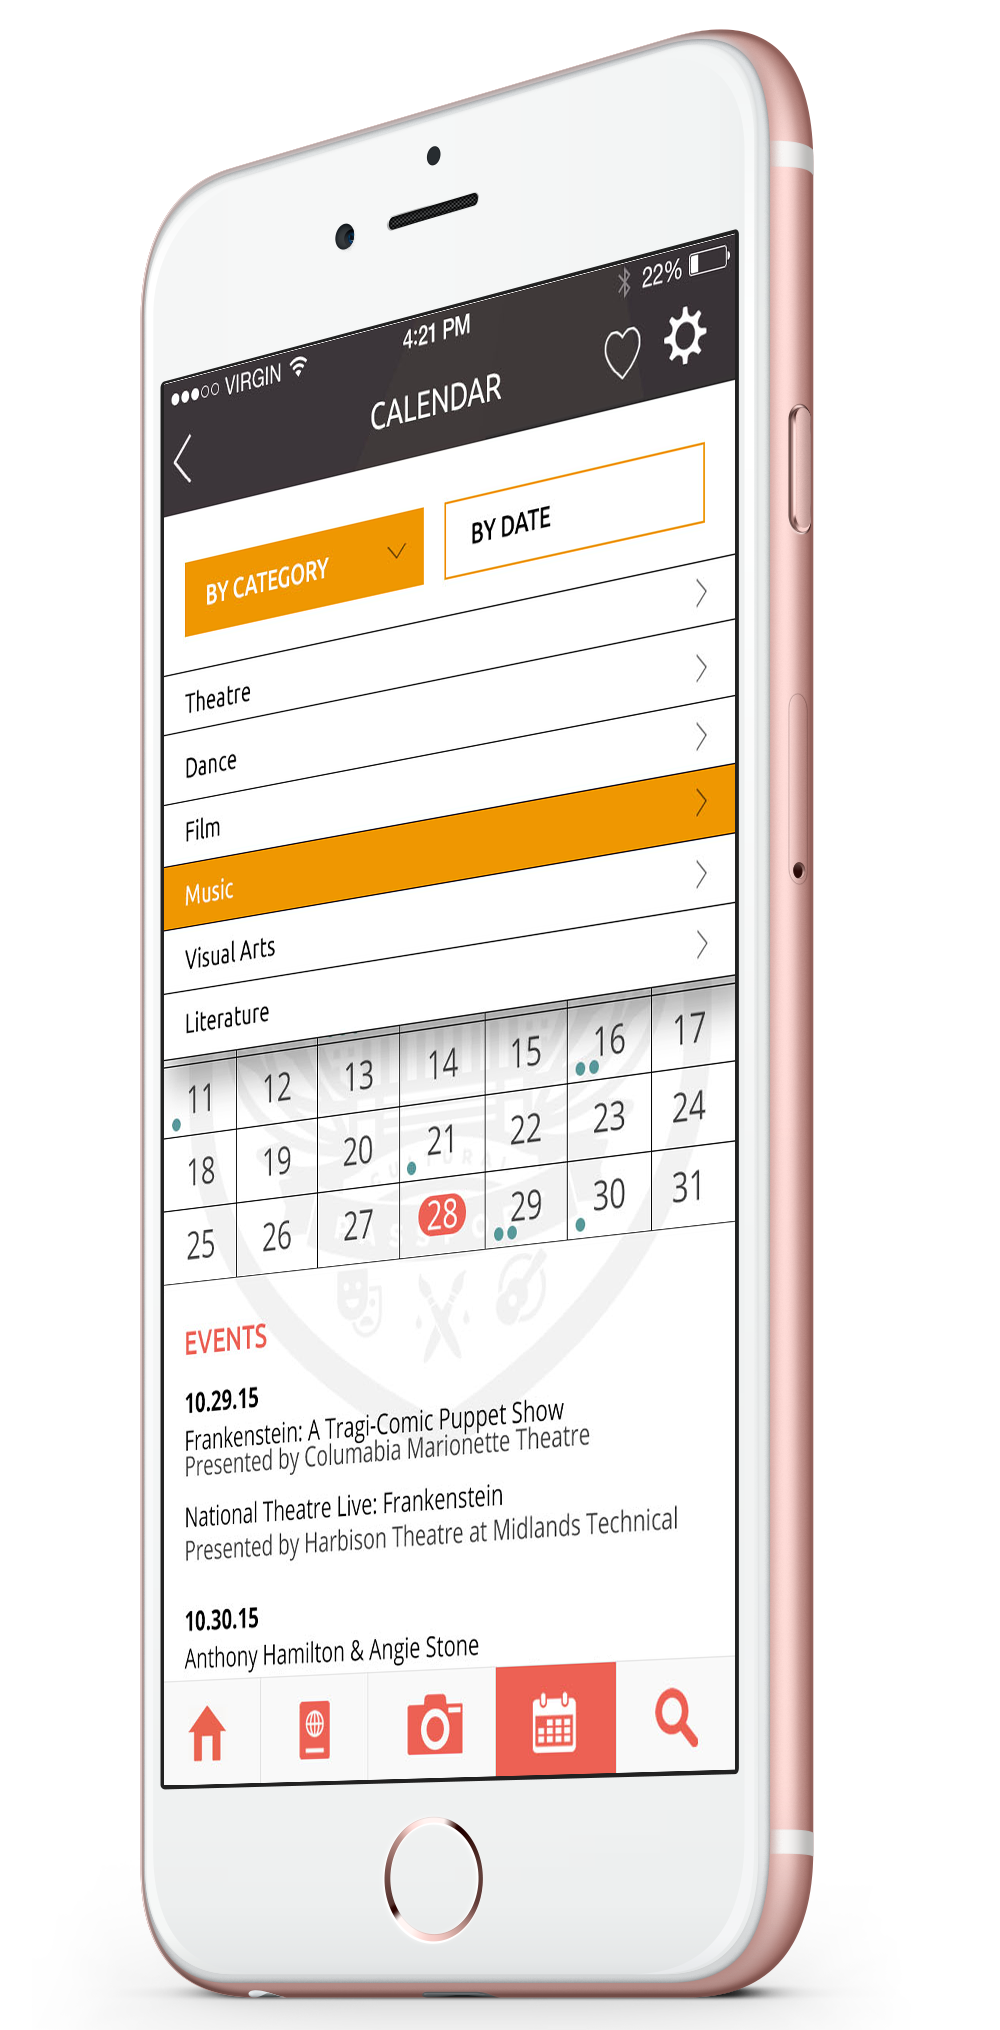 VIRGIN
4:21 PM
22%
CALENDAR
BY CATEGORY
BY DATE
Theatre
Dance
Film
Music
Visual Arts
Literature
11 12 13 14 15 16 17
18 19 20 21 22 23 24
CULTURAL
25 26 27 28 29 30 31
PASSPORT
EVENTS
10.29.15
Frankenstein: A Tragi-Comic Puppet Show
Presented by Columabia Marionette Theatre
National Theatre Live: Frankenstein
Presented by Harbison Theatre at Midlands Technical
10.30.15
Anthony Hamilton & Angie Stone